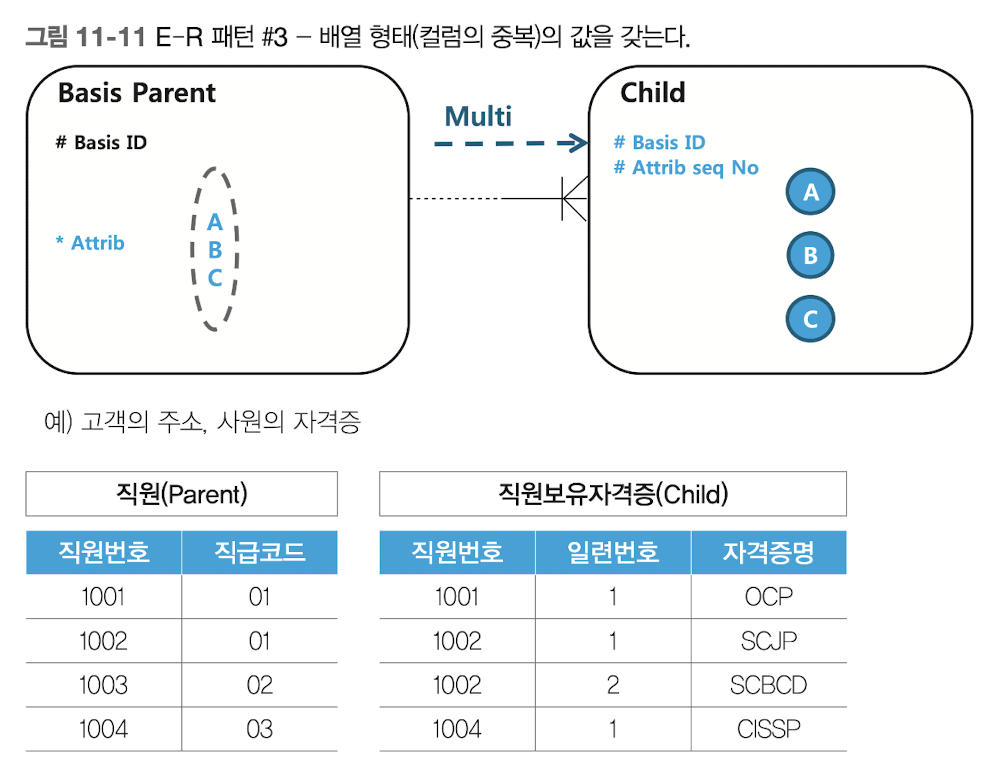 그림 11-11 E-R 패턴 #3 – 배열 형태(컬럼의 중복)의 값을 갖는다.
Basis Parent
# Basis ID
* Attrib
A
B
C
Multi
Child
# Basis ID
# Attrib seq No
A
B
C
예) 고객의 주소, 사원의 자격증
직원(Parent)
직원번호 직급코드
1001 01
1002 01
1003 02
1004 03
직원보유자격증(Child)
직원번호 일련번호 자격증명
1001 1 OCP
1002 1 SCJP
1002 2 SCBCD
1004 1 CISSP